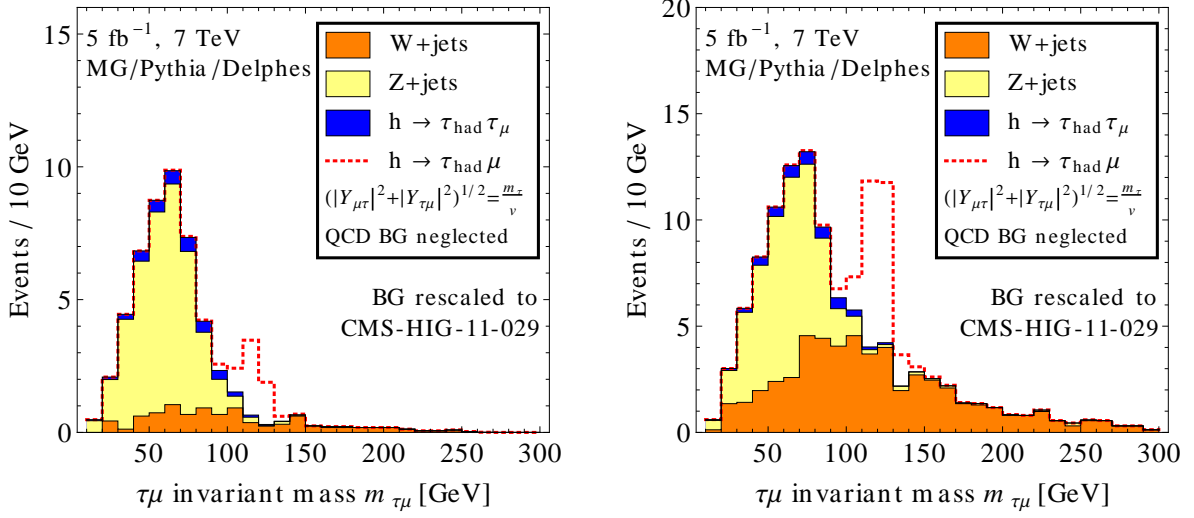 15
10
5
0
Events / 10 GeV
5 fb⁻¹, 7 TeV
MG/Pythia/Delphes
W+jets
Z+jets
h → τ_had τ_μ
h → τ_had μ
(|Y_μτ|²+|Y_τμ|²)^1/2=m_τ/v
QCD BG neglected
BG rescaled to
CMS-HIG-11-029
50 100 150 200 250 300
τμ invariant mass m_τμ [GeV]
20
15
10
5
0
Events / 10 GeV
5 fb⁻¹, 7 TeV
MG/Pythia/Delphes
W+jets
Z+jets
h → τ_had τ_μ
h → τ_had μ
(|Y_μτ|²+|Y_τμ|²)^1/2=m_τ/v
QCD BG neglected
BG rescaled to
CMS-HIG-11-029
50 100 150 200 250 300
τμ invariant mass m_τμ [GeV]